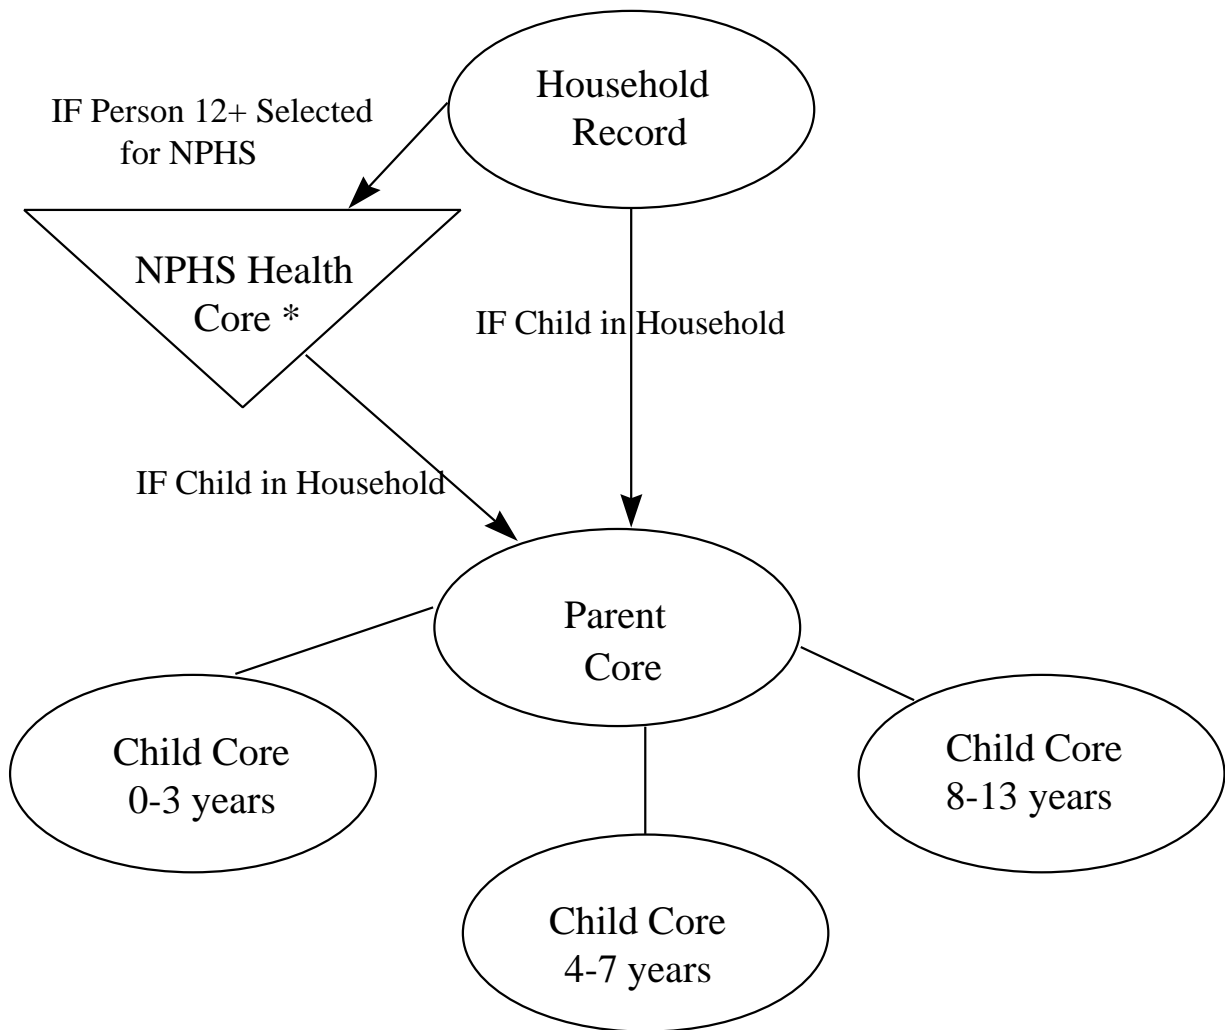 Household
Record
IF Person 12+ Selected
for NPHS
NPHS Health
Core *
IF Child in Household
IF Child in Household
Parent
Core
Child Core
0-3 years
Child Core
8-13 years
Child Core
4-7 years